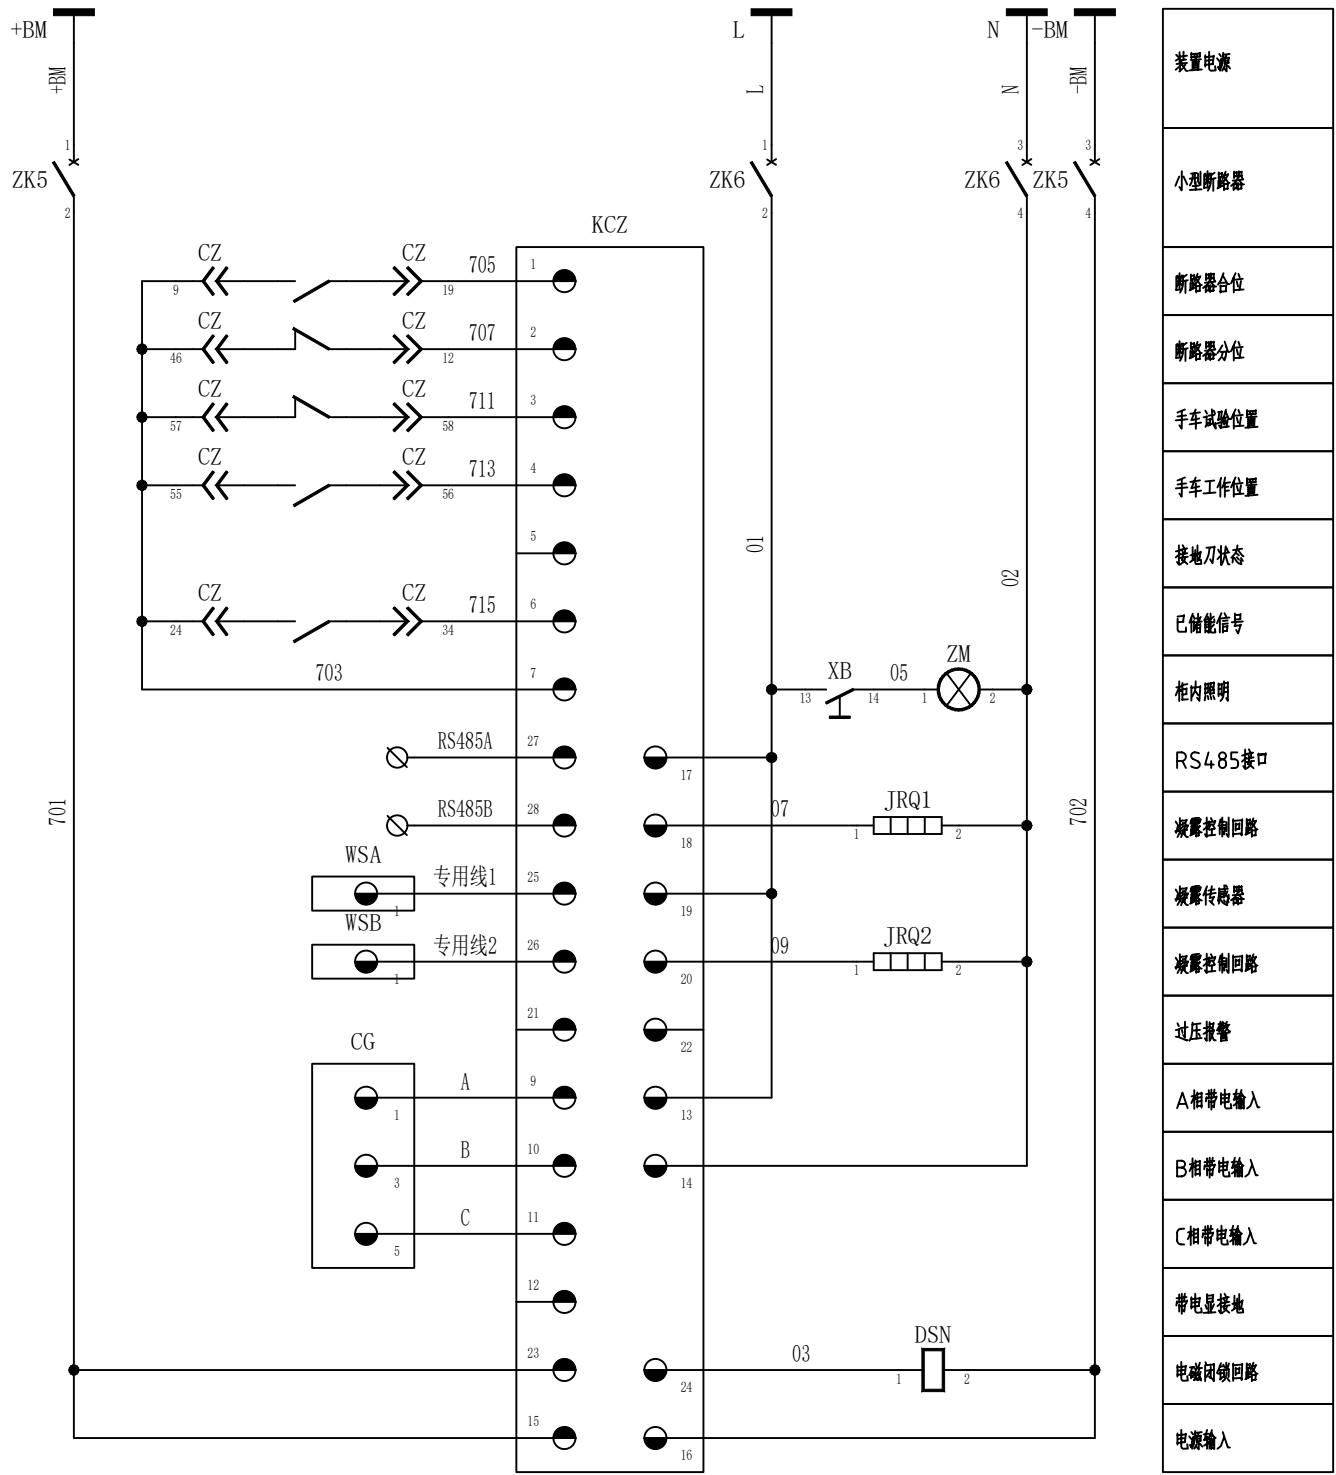 +BM L N -BM
+BM L N -BM
装置电源
1 1 3 3
ZK5 ZK6 ZK6 ZK5
小型断路器
2 2 4 4
KCZ
CZ CZ 705 1
9 19
断路器合位
CZ CZ 707 2
46 12
断路器分位
CZ CZ 711 3
57 58
手车试验位置
CZ CZ 713 4
55 56
手车工作位置
5 01
接地刀状态
02
CZ CZ 715 6
24 34
已储能信号
703 7 XB 05 ZM
13 14 1 2
柜内照明
RS485A 27
17
RS485接口
701 702
RS485B 28 07 JRQ1
18 1 2
凝露控制回路
WSA 专用线1 25
1 19
凝露传感器
WSB 专用线2 26 09 JRQ2
1 20 1 2
凝露控制回路
21
22
过压报警
CG
A 9
1 13
A相带电输入
B 10
3 14
B相带电输入
C 11
5
C相带电输入
12
带电显接地
23 03 DSN
24 1 2
电磁闭锁回路
15
16
电源输入